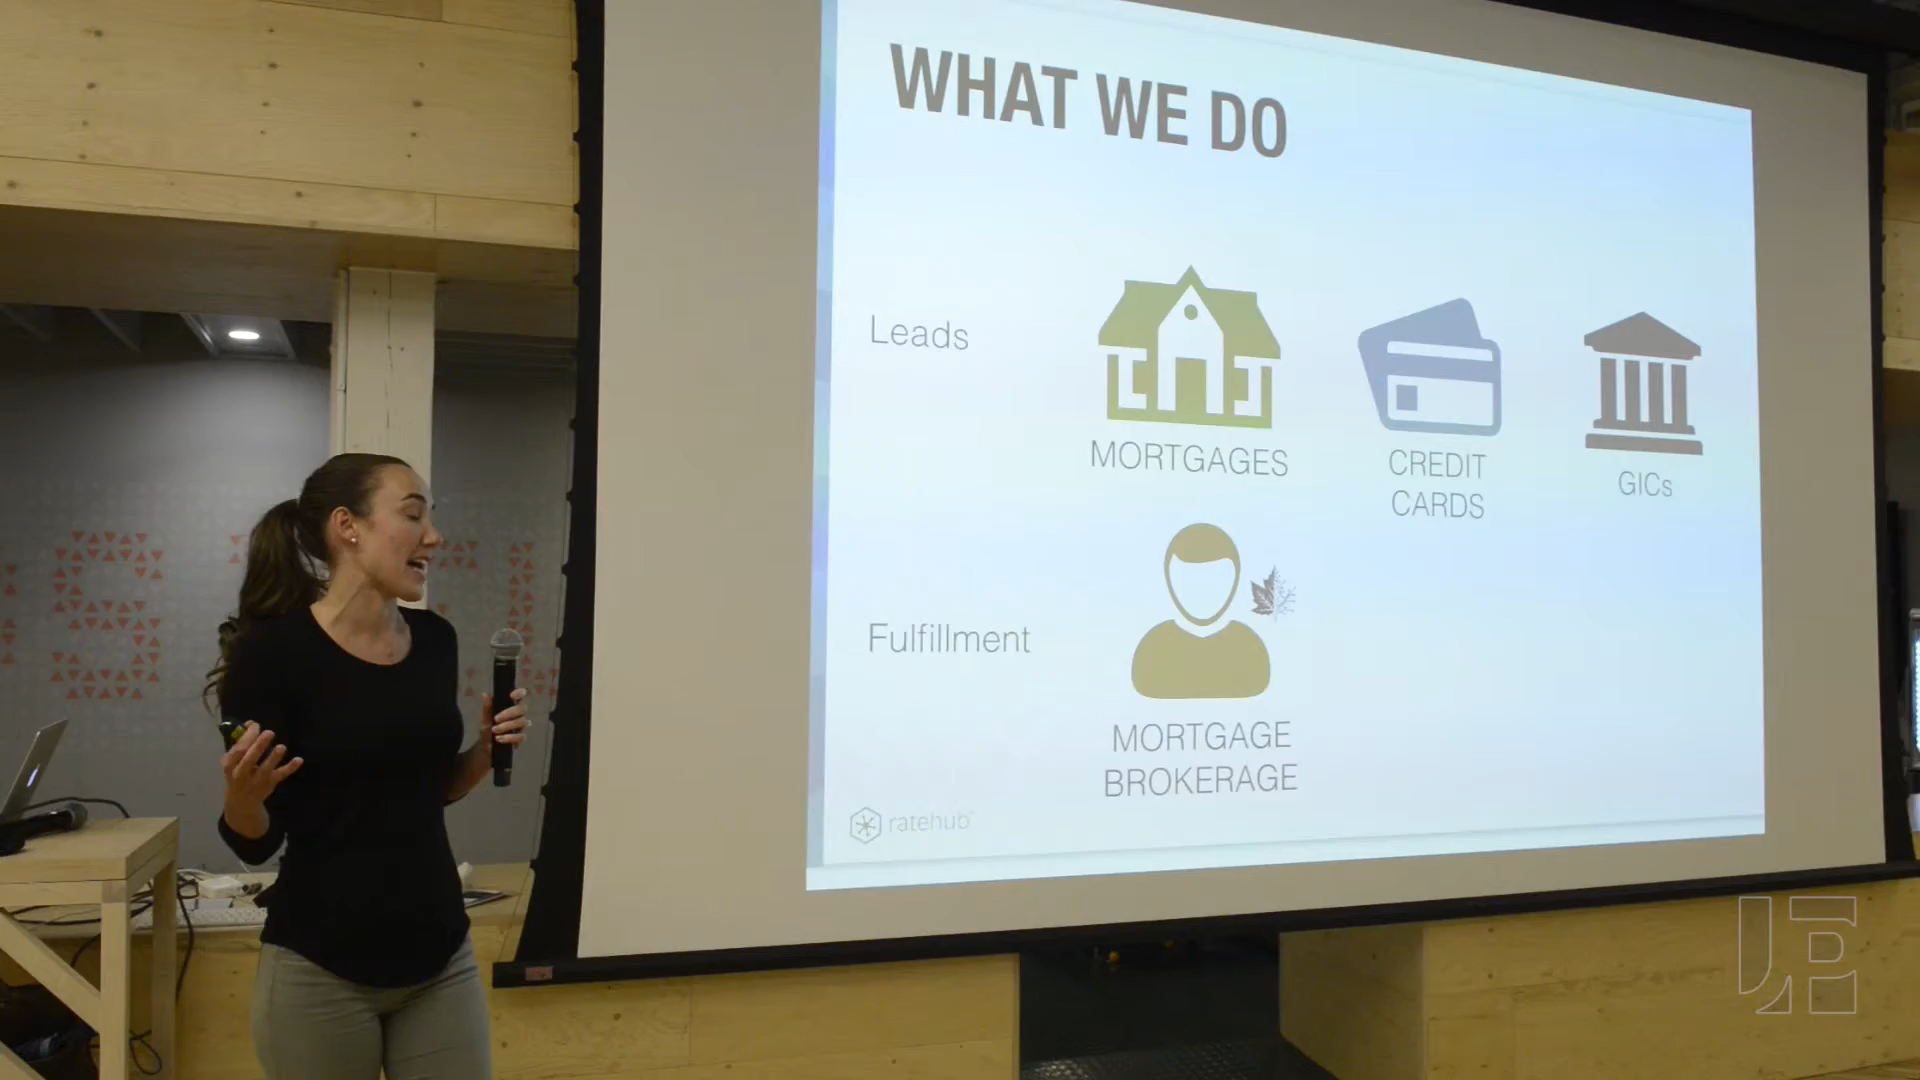 WHAT WE DO
Leads
MORTGAGES
CREDIT
CARDS
GICs
Fulfillment
MORTGAGE
BROKERAGE
ratehub